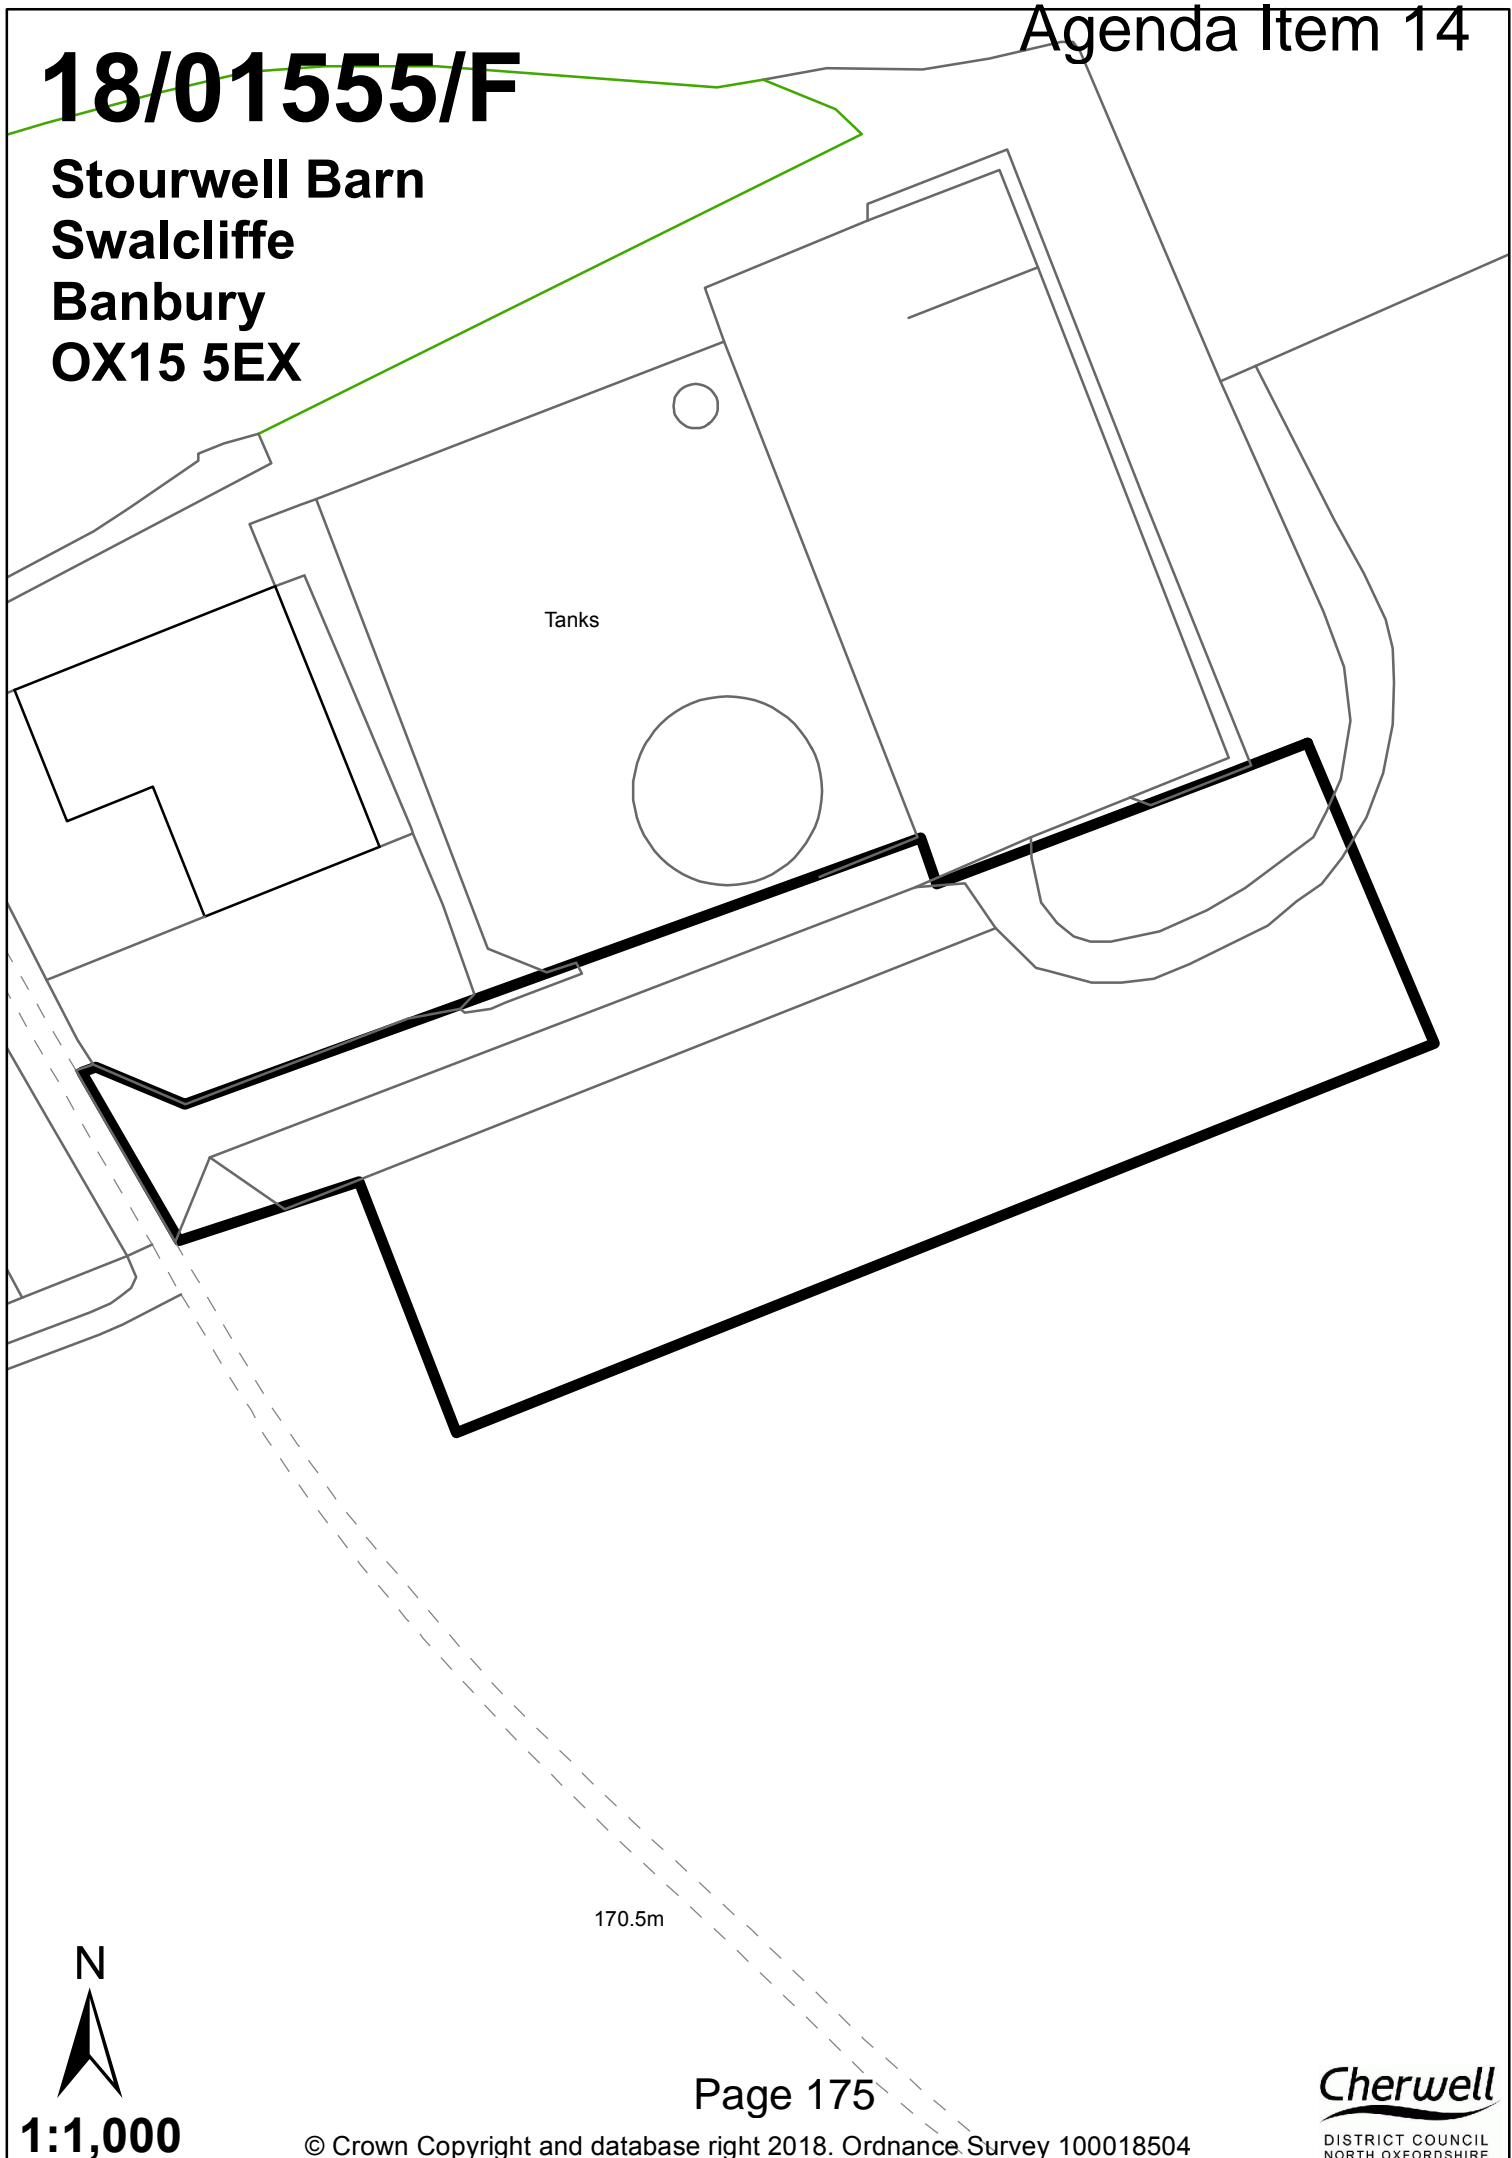 Agenda Item 14
18/01555/F
Stourwell Barn
Swalcliffe
Banbury
OX15 5EX
Tanks
170.5m
N
1:1,000
Page 175
© Crown Copyright and database right 2018. Ordnance Survey 100018504
Cherwell
DISTRICT COUNCIL
NORTH OXFORDSHIRE